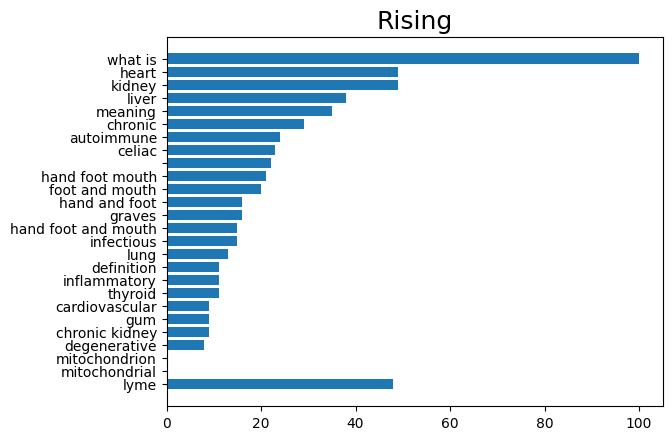 Rising
what is
heart
kidney
liver
meaning
chronic
autoimmune
celiac
hand foot mouth
foot and mouth
hand and foot
graves
hand foot and mouth
infectious
lung
definition
inflammatory
thyroid
cardiovascular
gum
chronic kidney
degenerative
mitochondrion
mitochondrial
lyme
0 20 40 60 80 100